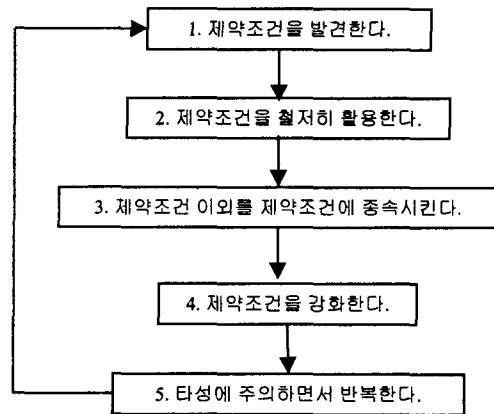 1. 제약조건을 발견한다.
2. 제약조건을 철저히 활용한다.
3. 제약조건 이외를 제약조건에 종속시킨다.
4. 제약조건을 강화한다.
5. 타성에 주의하면서 반복한다.